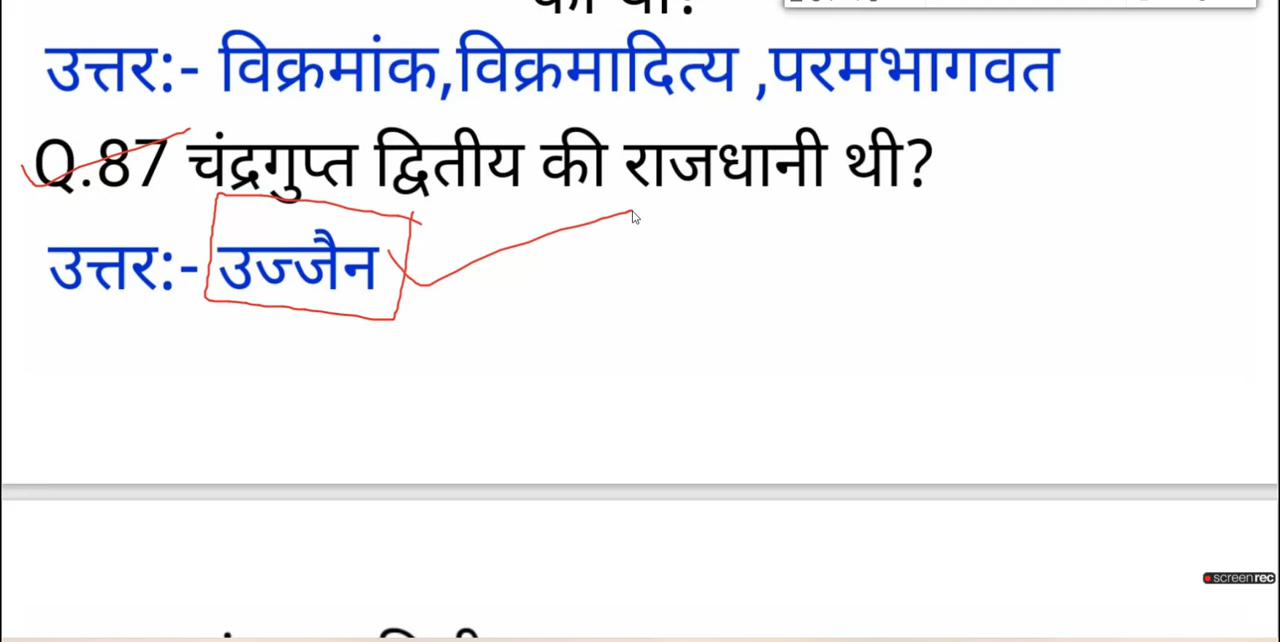 उत्तर:- विक्रमांक,विक्रमादित्य ,परमभागवत
Q.87 चंद्रगुप्त द्वितीय की राजधानी थी?
उत्तर:- उज्जैन
screenrec